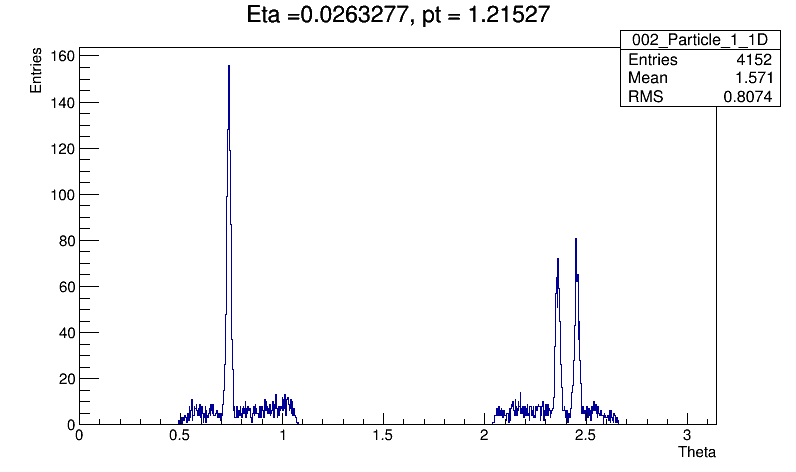 Eta =0.0263277, pt = 1.21527
002_Particle_1_1D
Entries 4152
Mean 1.571
RMS 0.8074
Entries
160
140
120
100
80
60
40
20
0
0 0.5 1 1.5 2 2.5 3
Theta